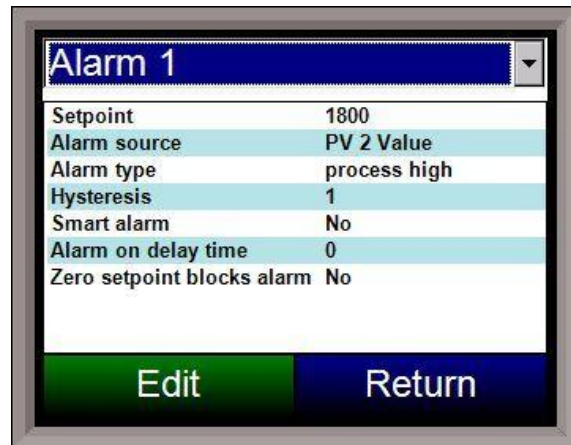 Alarm 1
Setpoint 1800
Alarm source PV 2 Value
Alarm type process high
Hysteresis 1
Smart alarm No
Alarm on delay time 0
Zero setpoint blocks alarm No
Edit Return